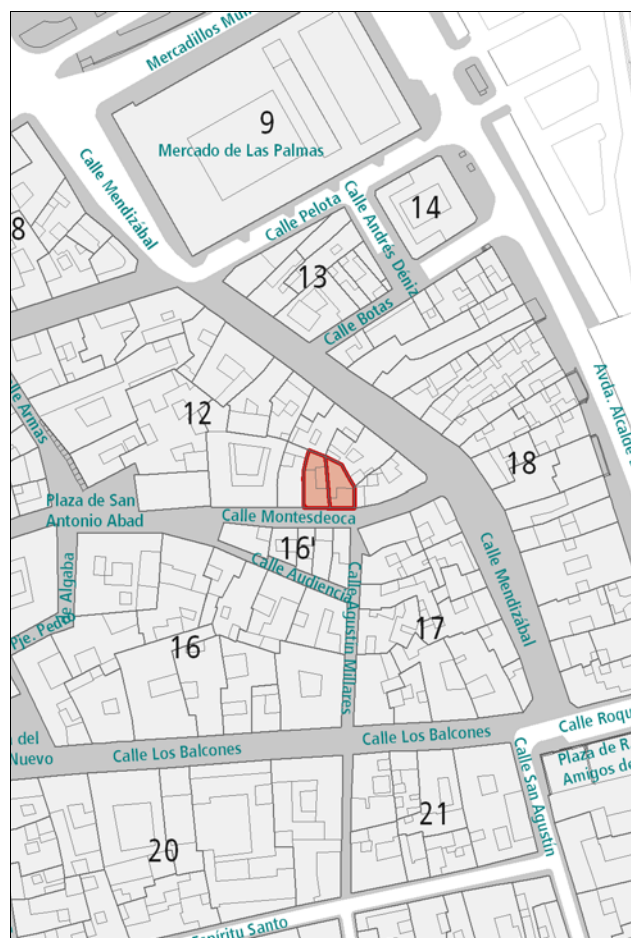 Mercadillos Mun
9
Mercado de Las Palmas
Calle Mendizábal
Calle Pelota
Calle Andrés Déniz
14
8
13
Calle Botas
Avda. Alcalde
lle Armas
12
18
Plaza de San
Antonio Abad
Calle Montesdeoca
16'
Calle Audiencia
Calle Agustín Millares
Calle Mendizábal
de Algaba
Pje. Pedro
16
17
del
Nuevo
Calle Los Balcones
Calle Los Balcones
Calle Roqu
Calle San Agustín
Plaza de R
Amigos de
21
20
Espíritu Santo